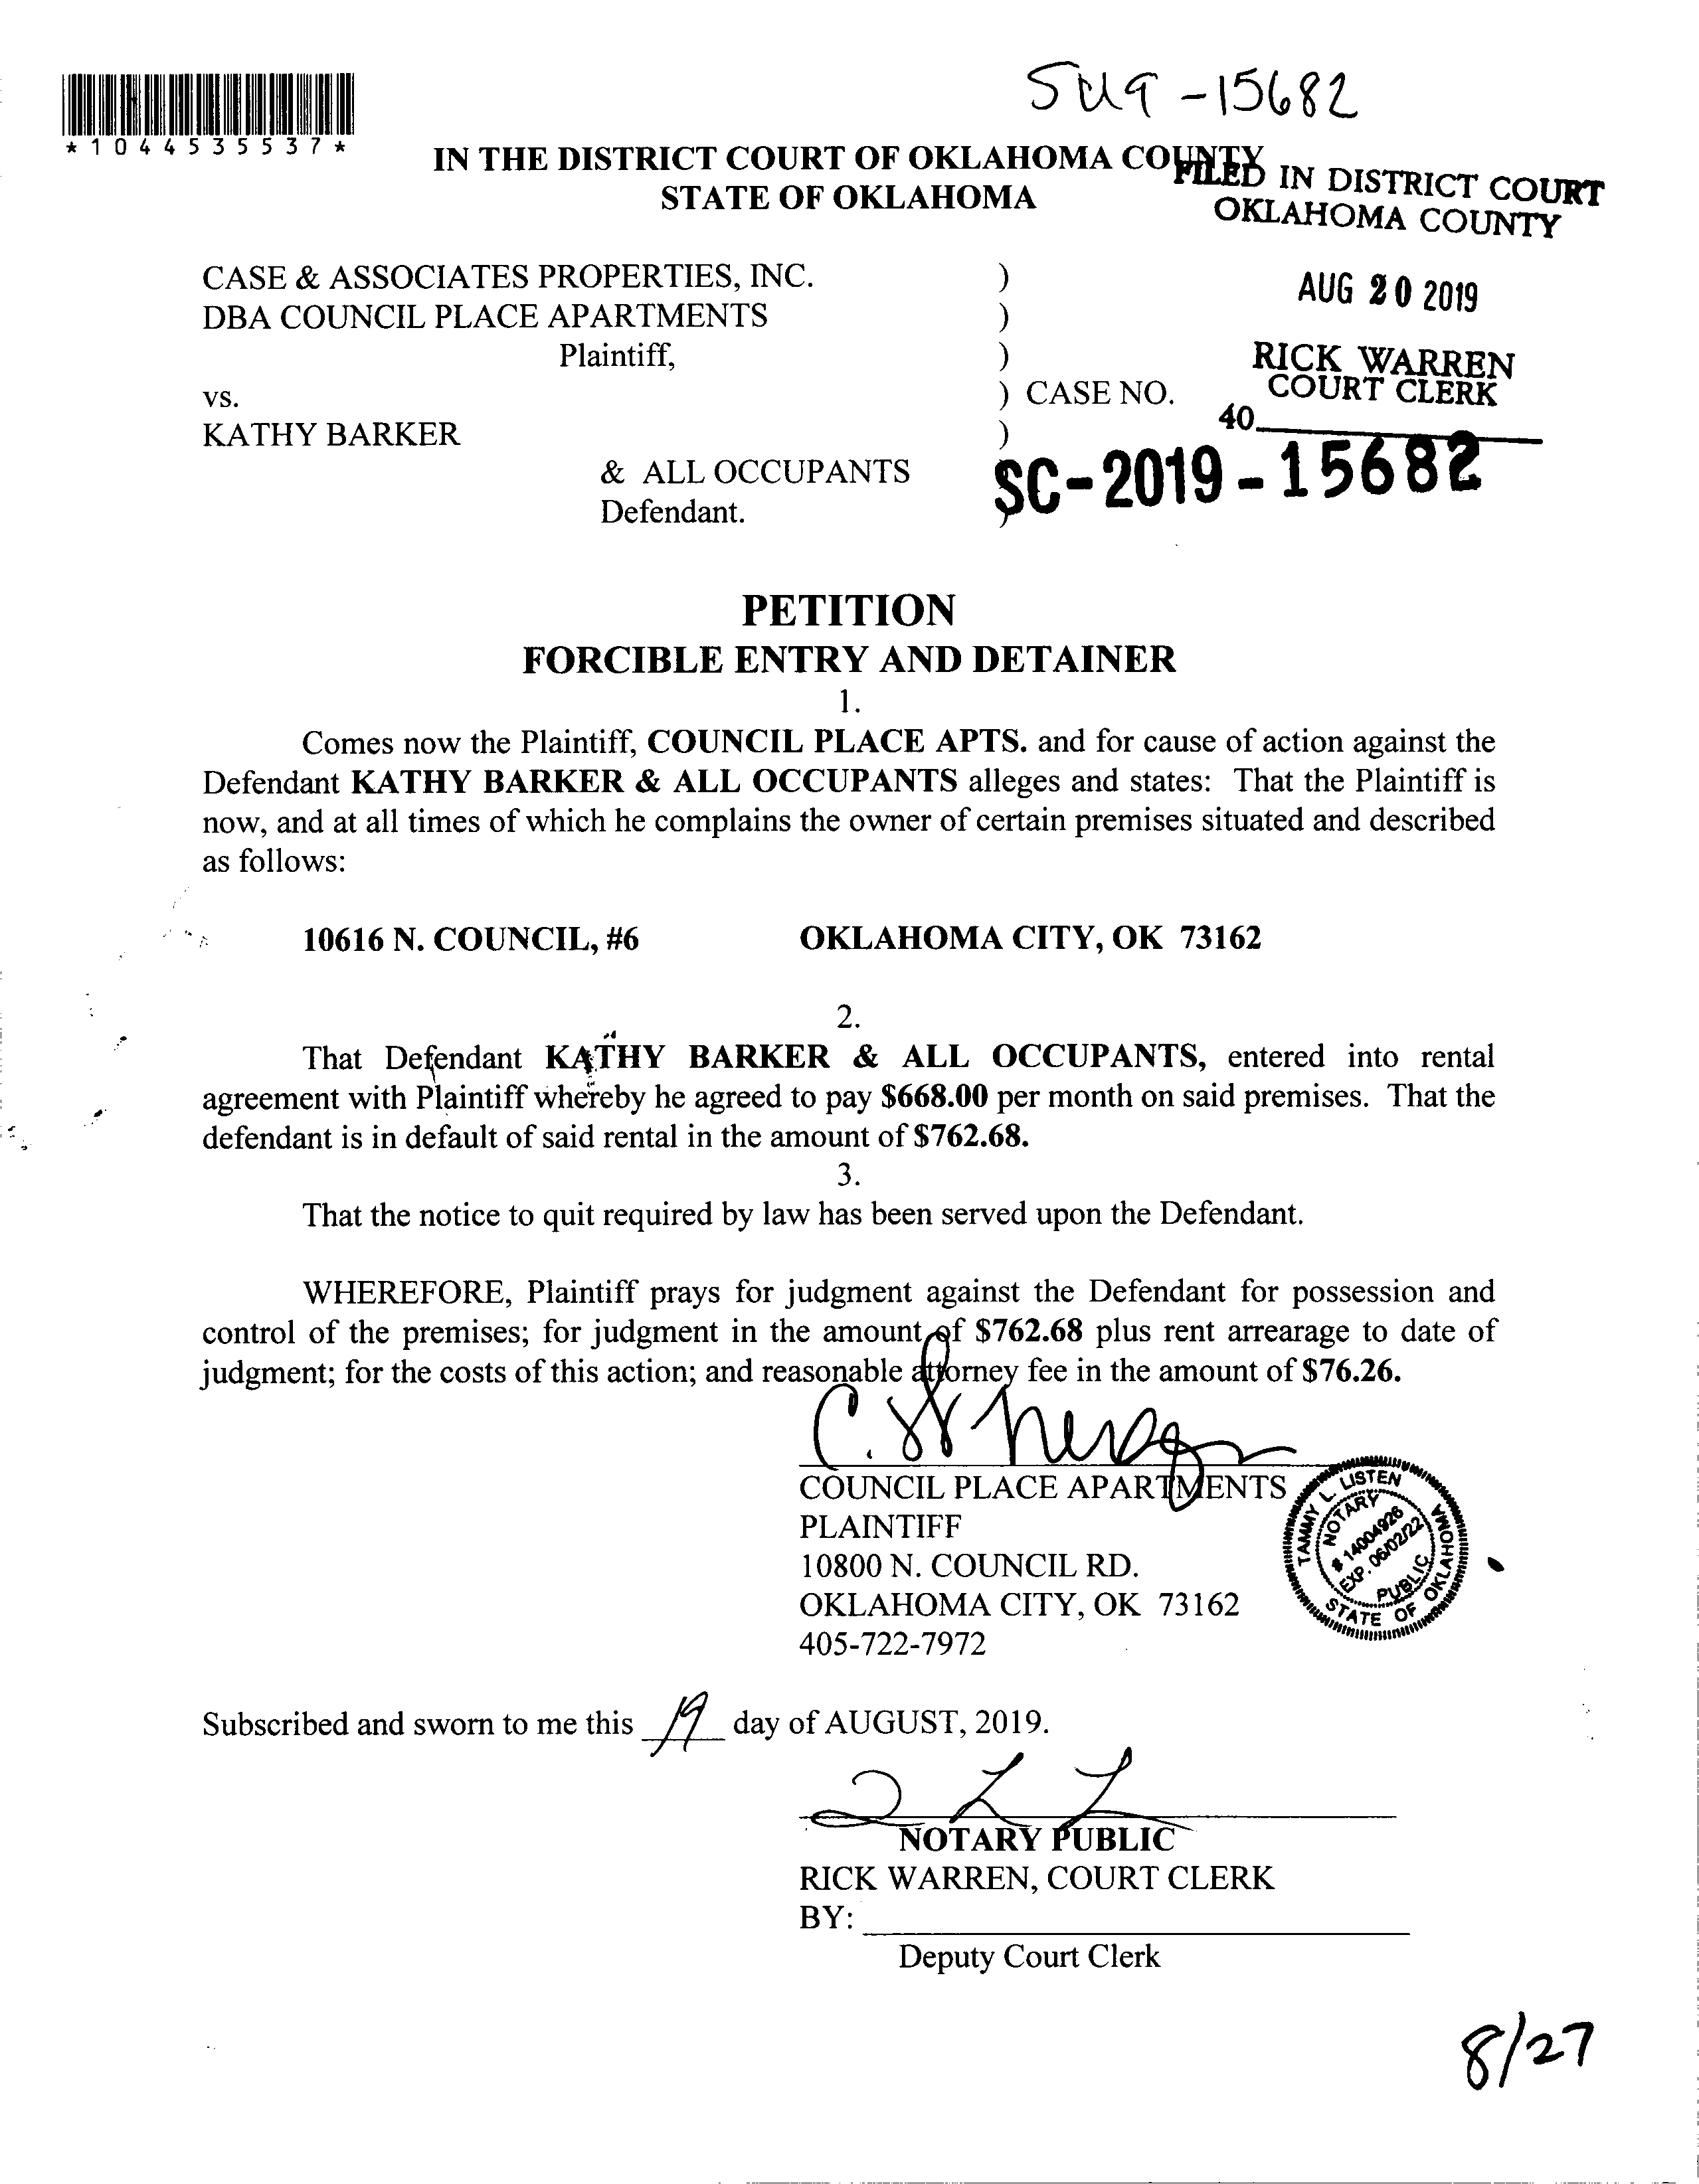 *1044535537*
-15682
IN THE DISTRICT COURT OF OKLAHOMA COUNTY
STATE OF OKLAHOMA
FILED IN DISTRICT COURT
OKLAHOMA COUNTY
AUG 20 2019
RICK WARREN
COURT CLERK
40
CASE & ASSOCIATES PROPERTIES, INC. )
DBA COUNCIL PLACE APARTMENTS )
Plaintiff, )
vs. ) CASE NO.
KATHY BARKER )
& ALL OCCUPANTS
SC-2019-15682
Defendant. )
PETITION
FORCIBLE ENTRY AND DETAINER
1.
Comes now the Plaintiff, COUNCIL PLACE APTS. and for cause of action against the
Defendant KATHY BARKER & ALL OCCUPANTS alleges and states: That the Plaintiff is
now, and at all times of which he complains the owner of certain premises situated and described
as follows:
10616 N. COUNCIL, #6 OKLAHOMA CITY, OK 73162
2.
That Defendant KATHY BARKER & ALL OCCUPANTS, entered into rental
agreement with Plaintiff whereby he agreed to pay $668.00 per month on said premises. That the
defendant is in default of said rental in the amount of $762.68.
3.
That the notice to quit required by law has been served upon the Defendant.
WHEREFORE, Plaintiff prays for judgment against the Defendant for possession and
control of the premises; for judgment in the amount of $762.68 plus rent arrearage to date of
judgment; for the costs of this action; and reasonable attorney fee in the amount of $76.26.
COUNCIL PLACE APARTMENTS
PLAINTIFF
10800 N. COUNCIL RD.
OKLAHOMA CITY, OK 73162
405-722-7972
TAMMY L. LISTEN
NOTARY
# 14004926
EXP. 06/02/22
PUBLIC
STATE OF OKLAHOMA
Subscribed and sworn to me this 19 day of AUGUST, 2019.
NOTARY PUBLIC
RICK WARREN, COURT CLERK
BY:
Deputy Court Clerk
8/27